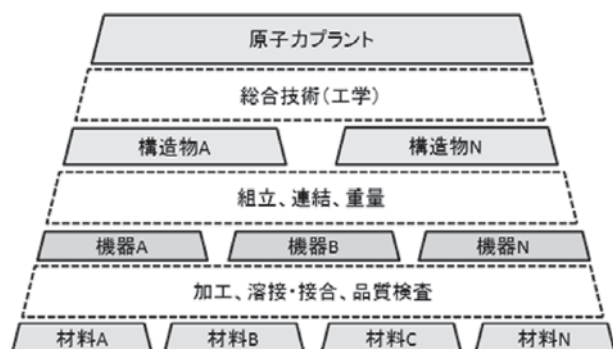 原子力プラント
総合技術(工学)
構造物A 構造物N
組立、連結、重量
機器A 機器B 機器N
加工、溶接・接合、品質検査
材料A 材料B 材料C 材料N